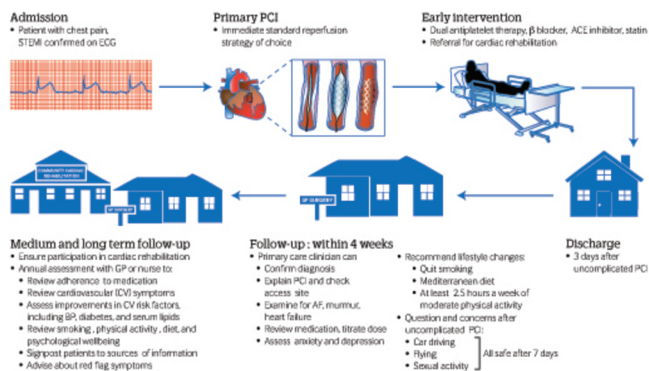 Admission
• Patient with chest pain,
STEMI confirmed on ECG
Primary PCI
• Immediate standard reperfusion
strategy of choice
Early intervention
• Dual antiplatelet therapy, β blocker, ACE inhibitor, statin
• Referral for cardiac rehabilitation
COMMUNITY CARDIAC
REHABILITATION
GP SURGERY
GP SURGERY
Medium and long term follow-up
• Ensure participation in cardiac rehabilitation
• Annual assessment with GP or nurse to:
• Review adherence to medication
• Review cardiovascular (CV) symptoms
• Assess improvements in CV risk factors,
including BP, diabetes, and serum lipids
• Review smoking, physical activity, diet, and
psychological wellbeing
• Signpost patients to sources of information
• Advise about red flag symptoms
Follow-up: within 4 weeks
• Primary care clinician can
• Confirm diagnosis
• Explain PCI and check
access site
• Examine for AF, murmur,
heart failure
• Review medication, titrate dose
• Assess anxiety and depression
• Recommend lifestyle changes:
• Quit smoking
• Mediterranean diet
• At least 2.5 hours a week of
moderate physical activity
• Question and concerns after
uncomplicated PCI:
• Car driving
• Flying
• Sexual activity
All safe after 7 days
Discharge
• 3 days after
uncomplicated PCI